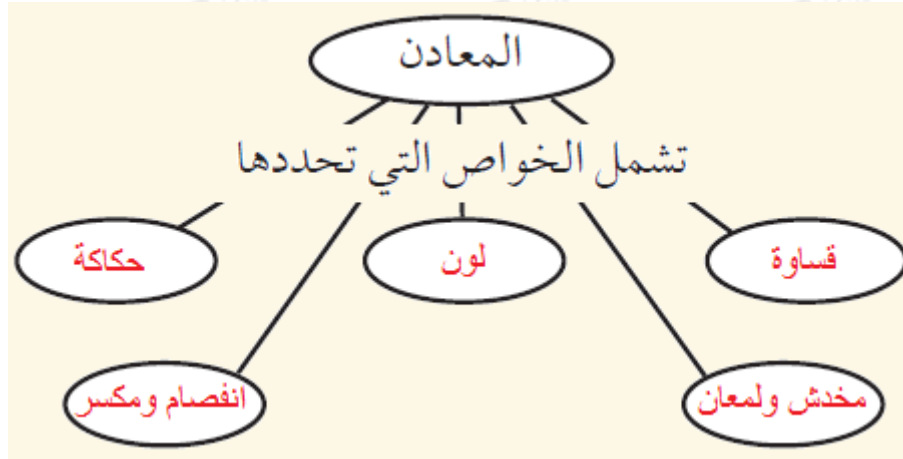 المعادن
تشمل الخواص التي تحددها
قساوة
لون
حكاكة
مخدش ولمعان
انفصام ومكسر